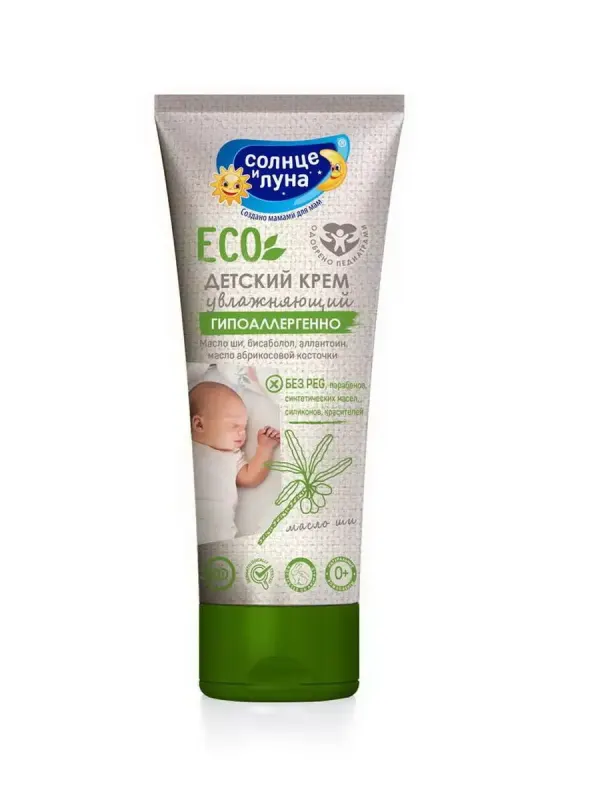 СОЛНЦЕ
И
ЛУНА
®
Создано мамами для мам
ECO
ОДОБРЕНО ПЕДИАТРАМИ
ДЕТСКИЙ КРЕМ
увлажняющий
ГИПОАЛЛЕРГЕННО
Масло ши, бисаболол, аллантоин,
масло абрикосовой косточки
БЕЗ PEG, парабенов,
синтетических масел,
силиконов, красителей
масло ши
0+